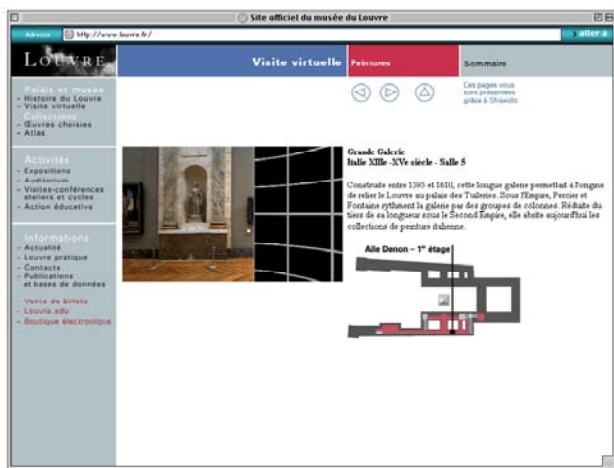 Site officiel du musée du Louvre
Adresse http://www.louvre.fr/ aller à
LOUVRE
Visite virtuelle
Peintures
Sommaire
Palais et musée
- Histoire du Louvre
- Visite virtuelle
Collections
- Œuvres choisies
- Atlas
Activités
- Expositions
- Auditorium
- Visites-conférences
ateliers et cycles
- Action éducative
Informations
- Actualité
- Louvre pratique
- Contacts
- Publications
et bases de données
- Vente de billets
- Louvre.edu
- Boutique électronique
Ces pages vous
sont présentées
grâce à Shiseido
Grande Galerie
Italie XIIIe -XVe siècle - Salle 5
Construite entre 1595 et 1610, cette longue galerie permettait à l'origine
de relier le Louvre au palais des Tuileries. Sous l'Empire, Percier et
Fontaine rythment la galerie par des groupes de colonnes. Réduite du
tiers de sa longueur sous le Second Empire, elle abrite aujourd'hui les
collections de peinture italienne.
Aile Denon – 1er étage